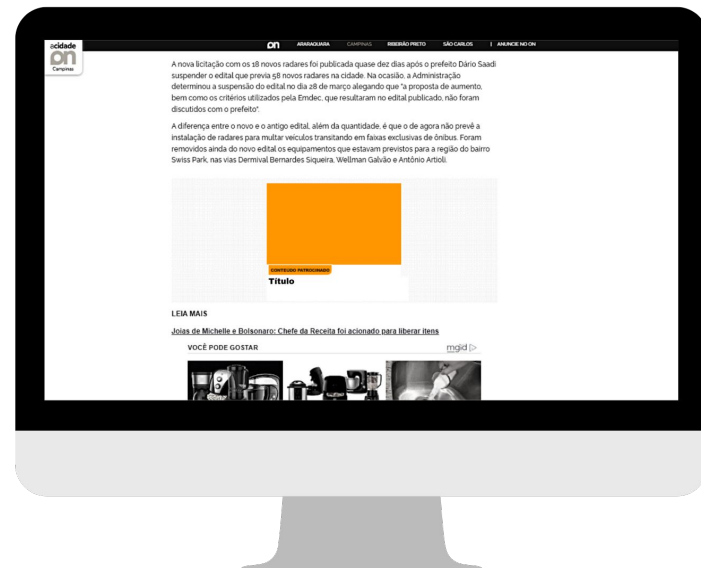 acidade
on
Campinas
on ARARAQUARA CAMPINAS RIBEIRÃO PRETO SÃO CARLOS | ANUNCIE NO ON
A nova licitação com os 18 novos radares foi publicada quase dez dias após o prefeito Dário Saadi
suspender o edital que previa 58 novos radares na cidade. Na ocasião, a Administração
determinou a suspensão do edital no dia 28 de março alegando que "a proposta de aumento,
bem como os critérios utilizados pela Emdec, que resultaram no edital publicado, não foram
discutidos com o prefeito".
A diferença entre o novo e o antigo edital, além da quantidade, é que o de agora não prevê a
instalação de radares para multar veículos transitando em faixas exclusivas de ônibus. Foram
removidos ainda do novo edital os equipamentos que estavam previstos para a região do bairro
Swiss Park, nas vias Dermival Bernardes Siqueira, Wellman Galvão e Antônio Artioli.
CONTEÚDO PATROCINADO
Título
LEIA MAIS
Joias de Michelle e Bolsonaro: Chefe da Receita foi acionado para liberar itens
VOCÊ PODE GOSTAR
mgid